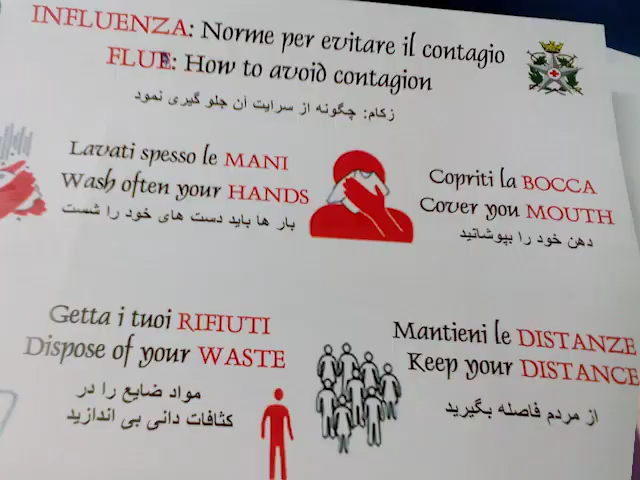 INFLUENZA: Norme per evitare il contagio
FLUE: How to avoid contagion
زکام: چگونه از سرایت آن جلو گیری نمود
Lavati spesso le MANI
Wash often your HANDS
بار ها باید دست های خود را شست
Copriti la BOCCA
Cover you MOUTH
دهن خود را بپوشانید
Getta i tuoi RIFIUTI
Dispose of your WASTE
مواد ضایع را در
کثافات دانی بی اندازید
Mantieni le DISTANZE
Keep your DISTANCE
از مردم فاصله بگیرید